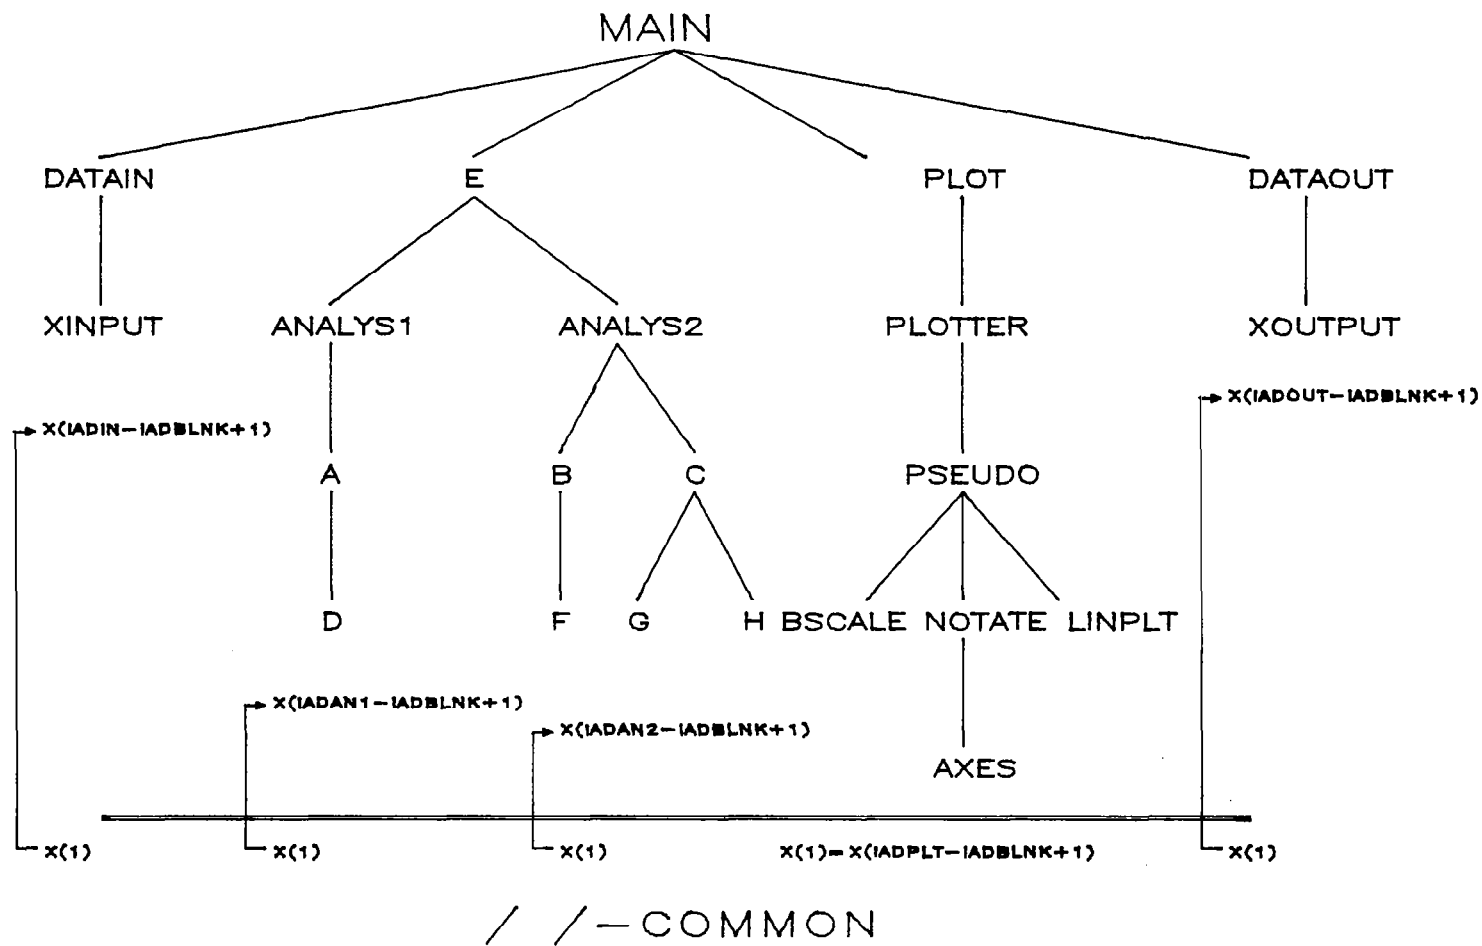 MAIN
DATAIN E PLOT DATAOUT
XINPUT ANALYS1 ANALYS2 PLOTTER XOUTPUT
X(IADOUT-IADBLNK+1)
X(IADIN-IADBLNK+1)
A B C PSEUDO
D F G H BSCALE NOTATE LINPLT
X(IADAN1-IADBLNK+1)
X(IADAN2-IADBLNK+1)
AXES
X(1) X(1) X(1) X(1)=X(IADPLT-IADBLNK+1) X(1)
/ /-COMMON